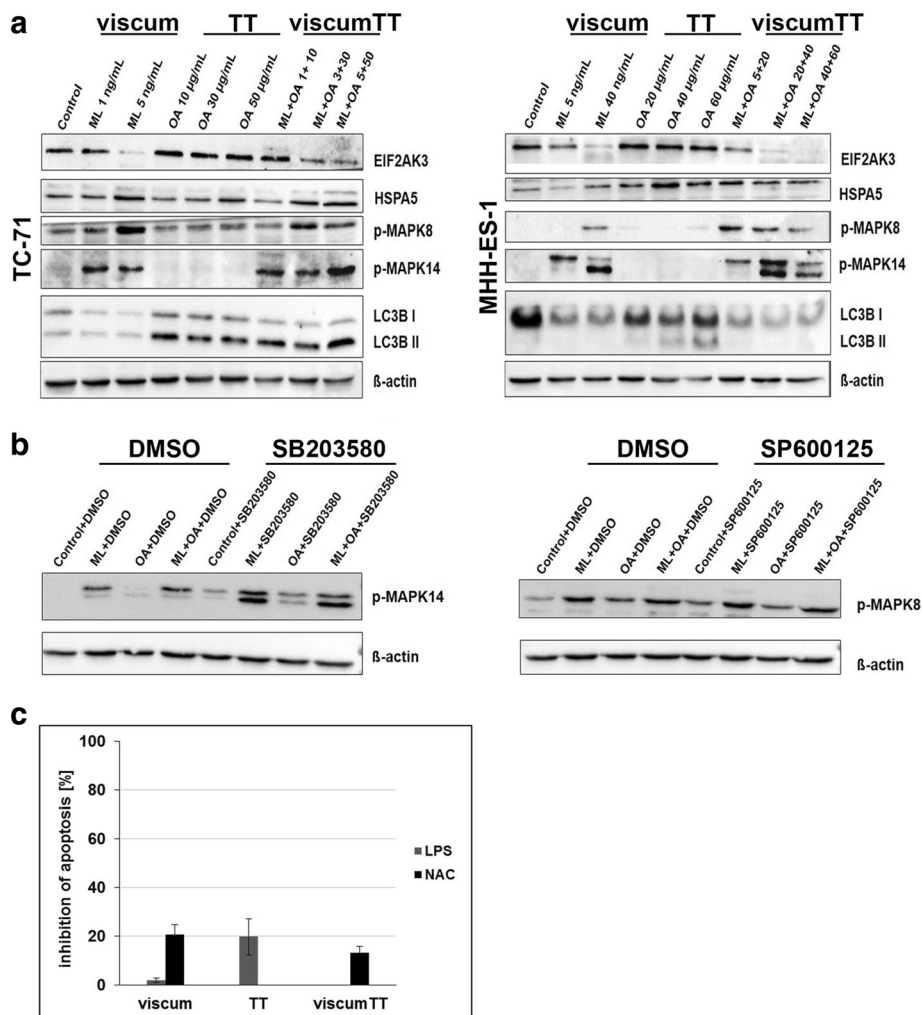 a
viscum TT viscumTT
Control ML 1 ng/mL ML 5 ng/mL OA 10 µg/mL OA 30 µg/mL OA 50 µg/mL ML+OA 1+ 10 ML+OA 3+30 ML+OA 5+50
TC-71
EIF2AK3
HSPA5
p-MAPK8
p-MAPK14
LC3B I
LC3B II
ß-actin
viscum TT viscumTT
Control ML 5 ng/mL ML 40 ng/mL OA 20 µg/mL OA 40 µg/mL OA 60 µg/mL ML+OA 5+20 ML+OA 20+40 ML+OA 40+60
MHH-ES-1
EIF2AK3
HSPA5
p-MAPK8
p-MAPK14
LC3B I
LC3B II
ß-actin
b
DMSO SB203580
Control+DMSO ML+DMSO OA+DMSO ML+OA+DMSO Control+SB203580 ML+SB203580 OA+SB203580 ML+OA+SB203580
p-MAPK14
ß-actin
DMSO SP600125
Control+DMSO ML+DMSO OA+DMSO ML+OA+DMSO Control+SP600125 ML+SP600125 OA+SP600125 ML+OA+SP600125
p-MAPK8
ß-actin
c
inhibition of apoptosis [%]
100
80
60
40
20
0
viscum TT viscumTT
LPS
NAC